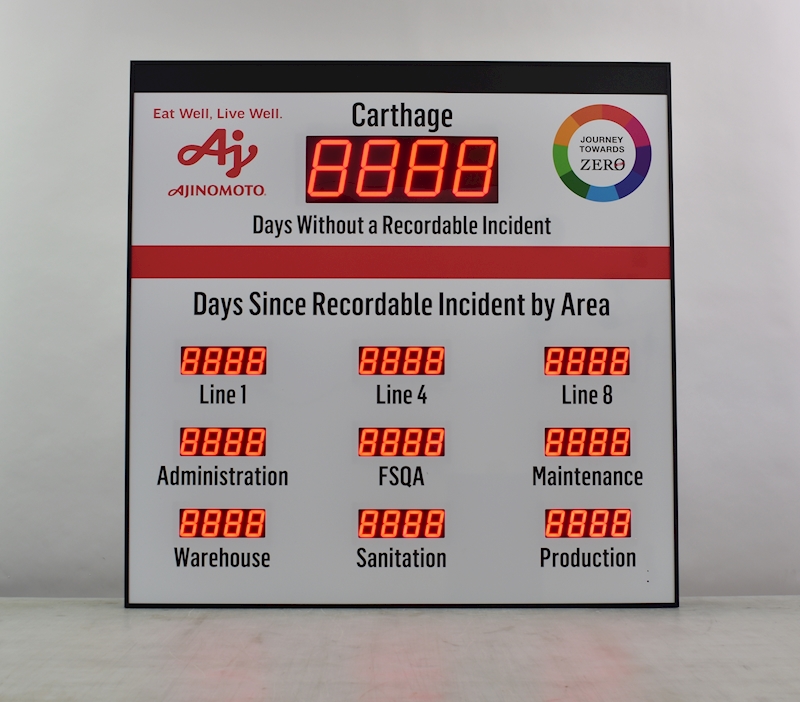 Eat Well, Live Well.
Aj
AJINOMOTO.
Carthage
8888
Days Without a Recordable Incident
JOURNEY
TOWARDS
ZERO
Days Since Recordable Incident by Area
8888 8888 8888
Line 1 Line 4 Line 8
8888 8888 8888
Administration FSQA Maintenance
8888 8888 8888
Warehouse Sanitation Production